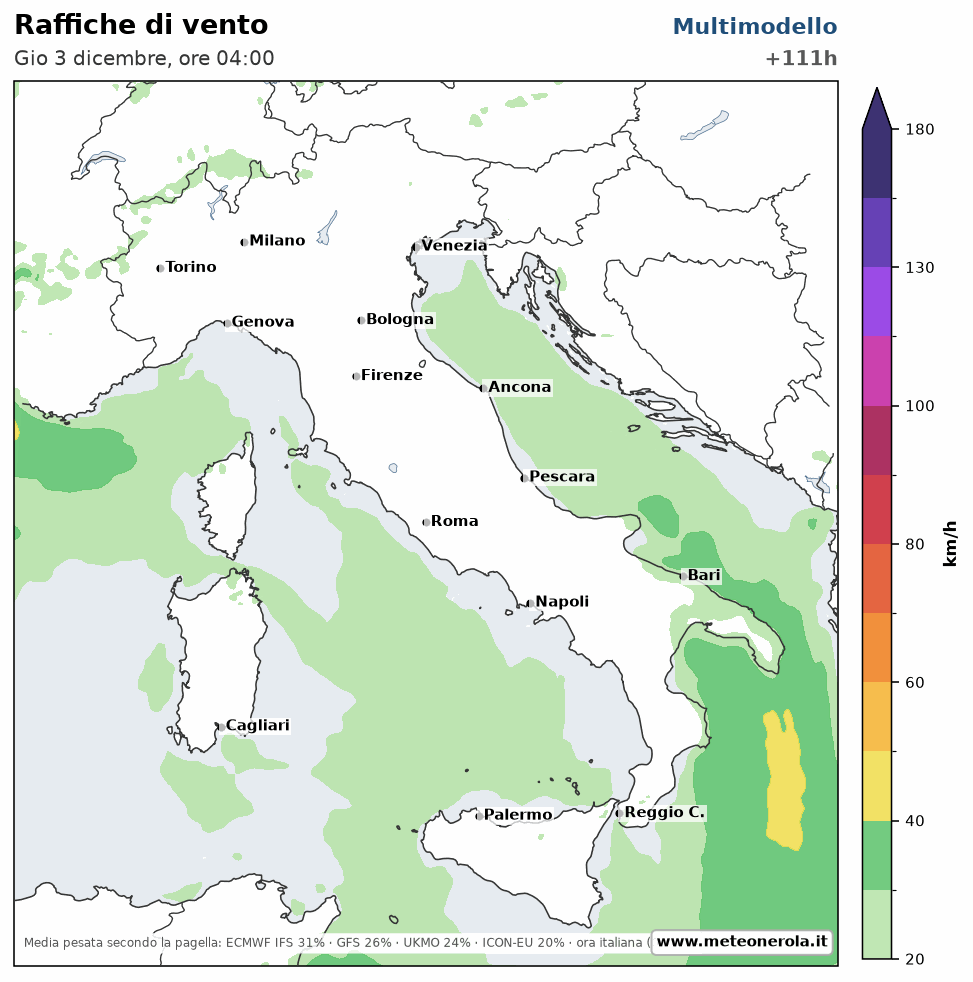 Raffiche di vento
Multimodello
Gio 3 dicembre, ore 04:00
+111h
180
130
100
80
60
40
20
km/h
Milano
Venezia
Torino
Genova
Bologna
Firenze
Ancona
Pescara
Roma
Bari
Napoli
Cagliari
Palermo
Reggio C.
Media pesata secondo la pagella: ECMWF IFS 31% · GFS 26% · UKMO 24% · ICON-EU 20% · ora italiana (
www.meteonerola.it